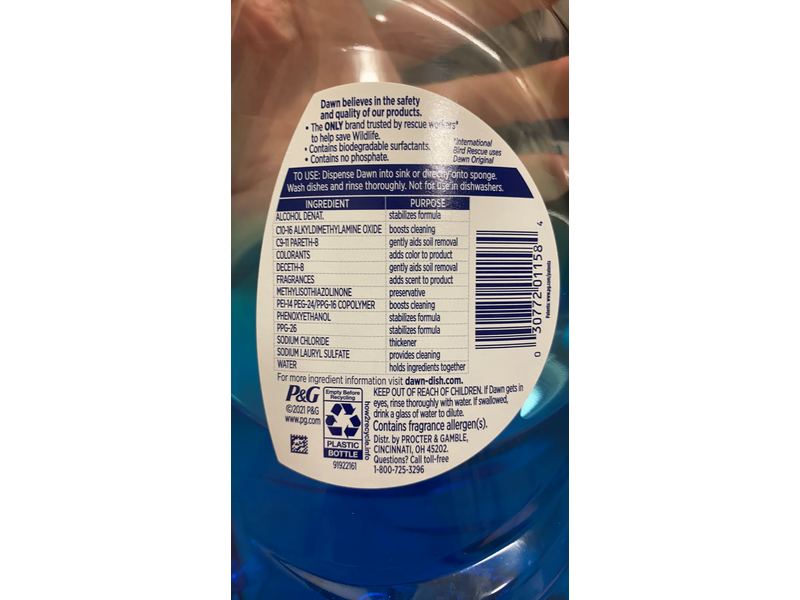 Dawn believes in the safety
and quality of our products.
• The ONLY brand trusted by rescue workers*
to help save Wildlife.
• Contains biodegradable surfactants.
• Contains no phosphate.
*International
Bird Rescue uses
Dawn Original
TO USE: Dispense Dawn into sink or directly onto sponge.
Wash dishes and rinse thoroughly. Not for use in dishwashers.
INGREDIENT PURPOSE
ALCOHOL DENAT. stabilizes formula
C10-16 ALKYLDIMETHYLAMINE OXIDE boosts cleaning
C9-11 PARETH-8 gently aids soil removal
COLORANTS adds color to product
DECETH-8 gently aids soil removal
FRAGRANCES adds scent to product
METHYLISOTHIAZOLINONE preservative
PEI-14 PEG-24/PPG-16 COPOLYMER boosts cleaning
PHENOXYETHANOL stabilizes formula
PPG-26 stabilizes formula
SODIUM CHLORIDE thickener
SODIUM LAURYL SULFATE provides cleaning
WATER holds ingredients together
For more ingredient information visit dawn-dish.com.
P&G
©2021 P&G
www.pg.com
Empty Before
Recycling
PLASTIC
BOTTLE
how2recycle.info
91922161
KEEP OUT OF REACH OF CHILDREN. If Dawn gets in
eyes, rinse thoroughly with water. If swallowed,
drink a glass of water to dilute.
Contains fragrance allergen(s).
Distr. by PROCTER & GAMBLE,
CINCINNATI, OH 45202.
Questions? Call toll-free
1-800-725-3296
0 30772 01158 4
Patents: www.pg.com/patents